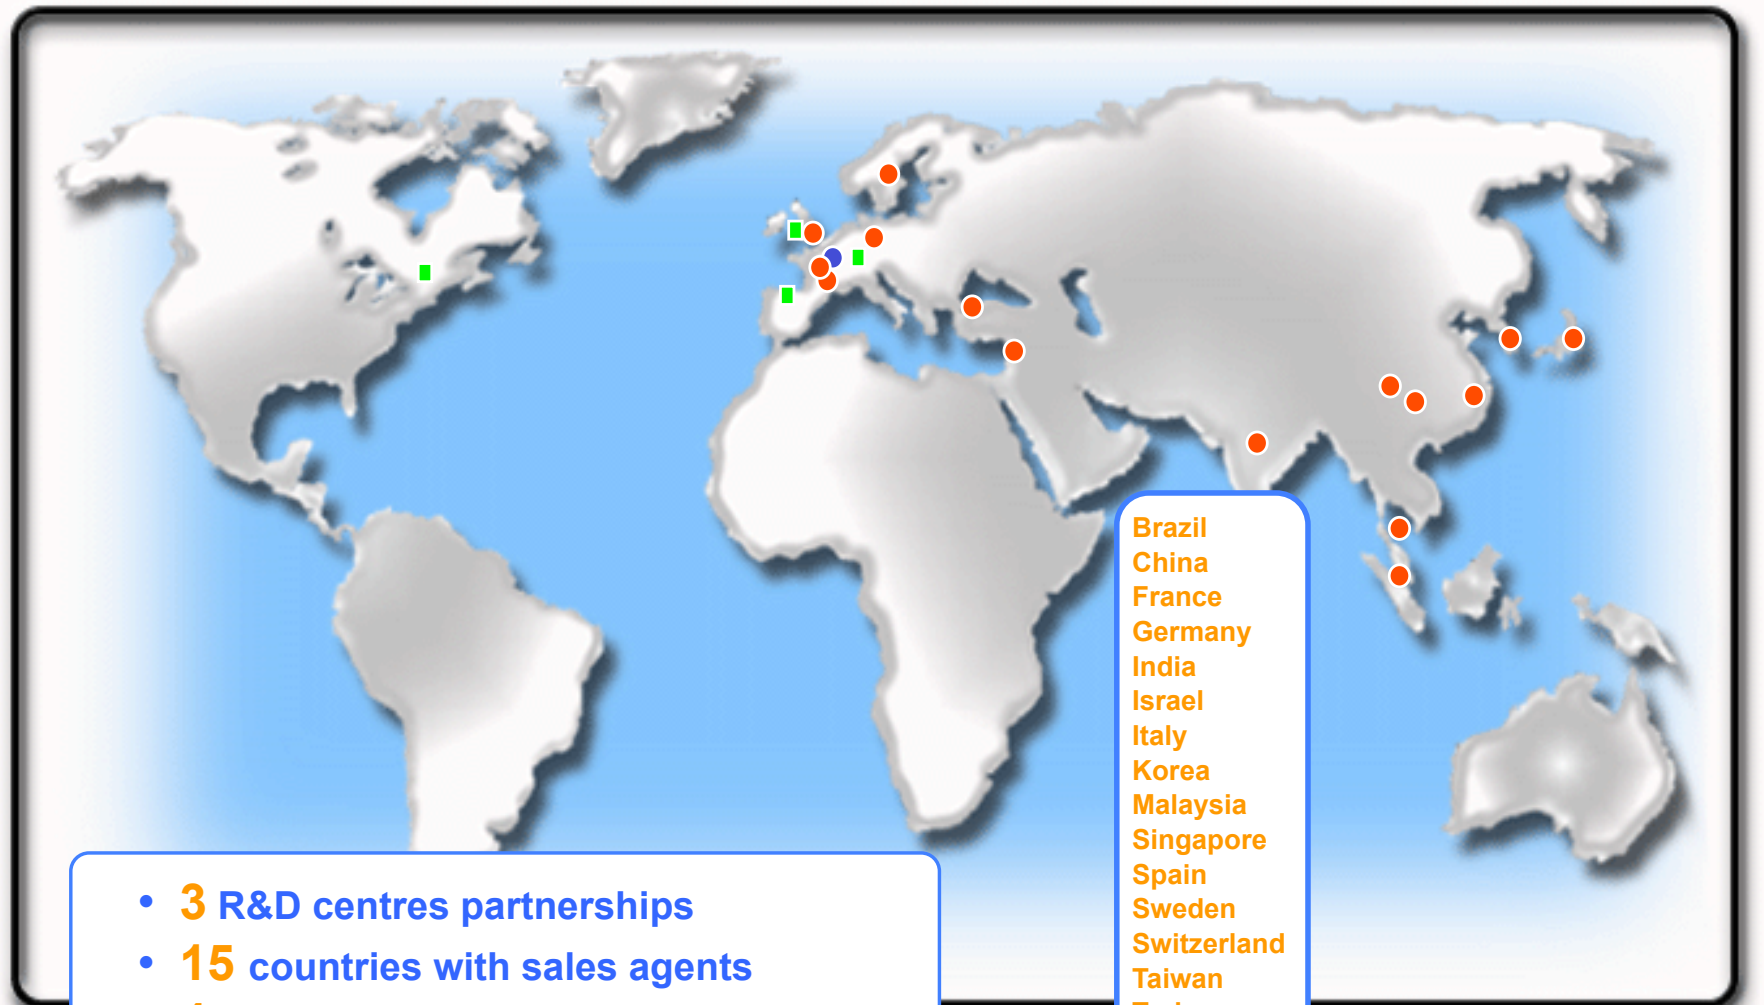 Brazil
China
France
Germany
India
Israel
Italy
Korea
Malaysia
Singapore
Spain
Sweden
Switzerland
Taiwan
• 3 R&D centres partnerships
• 15 countries with sales agents